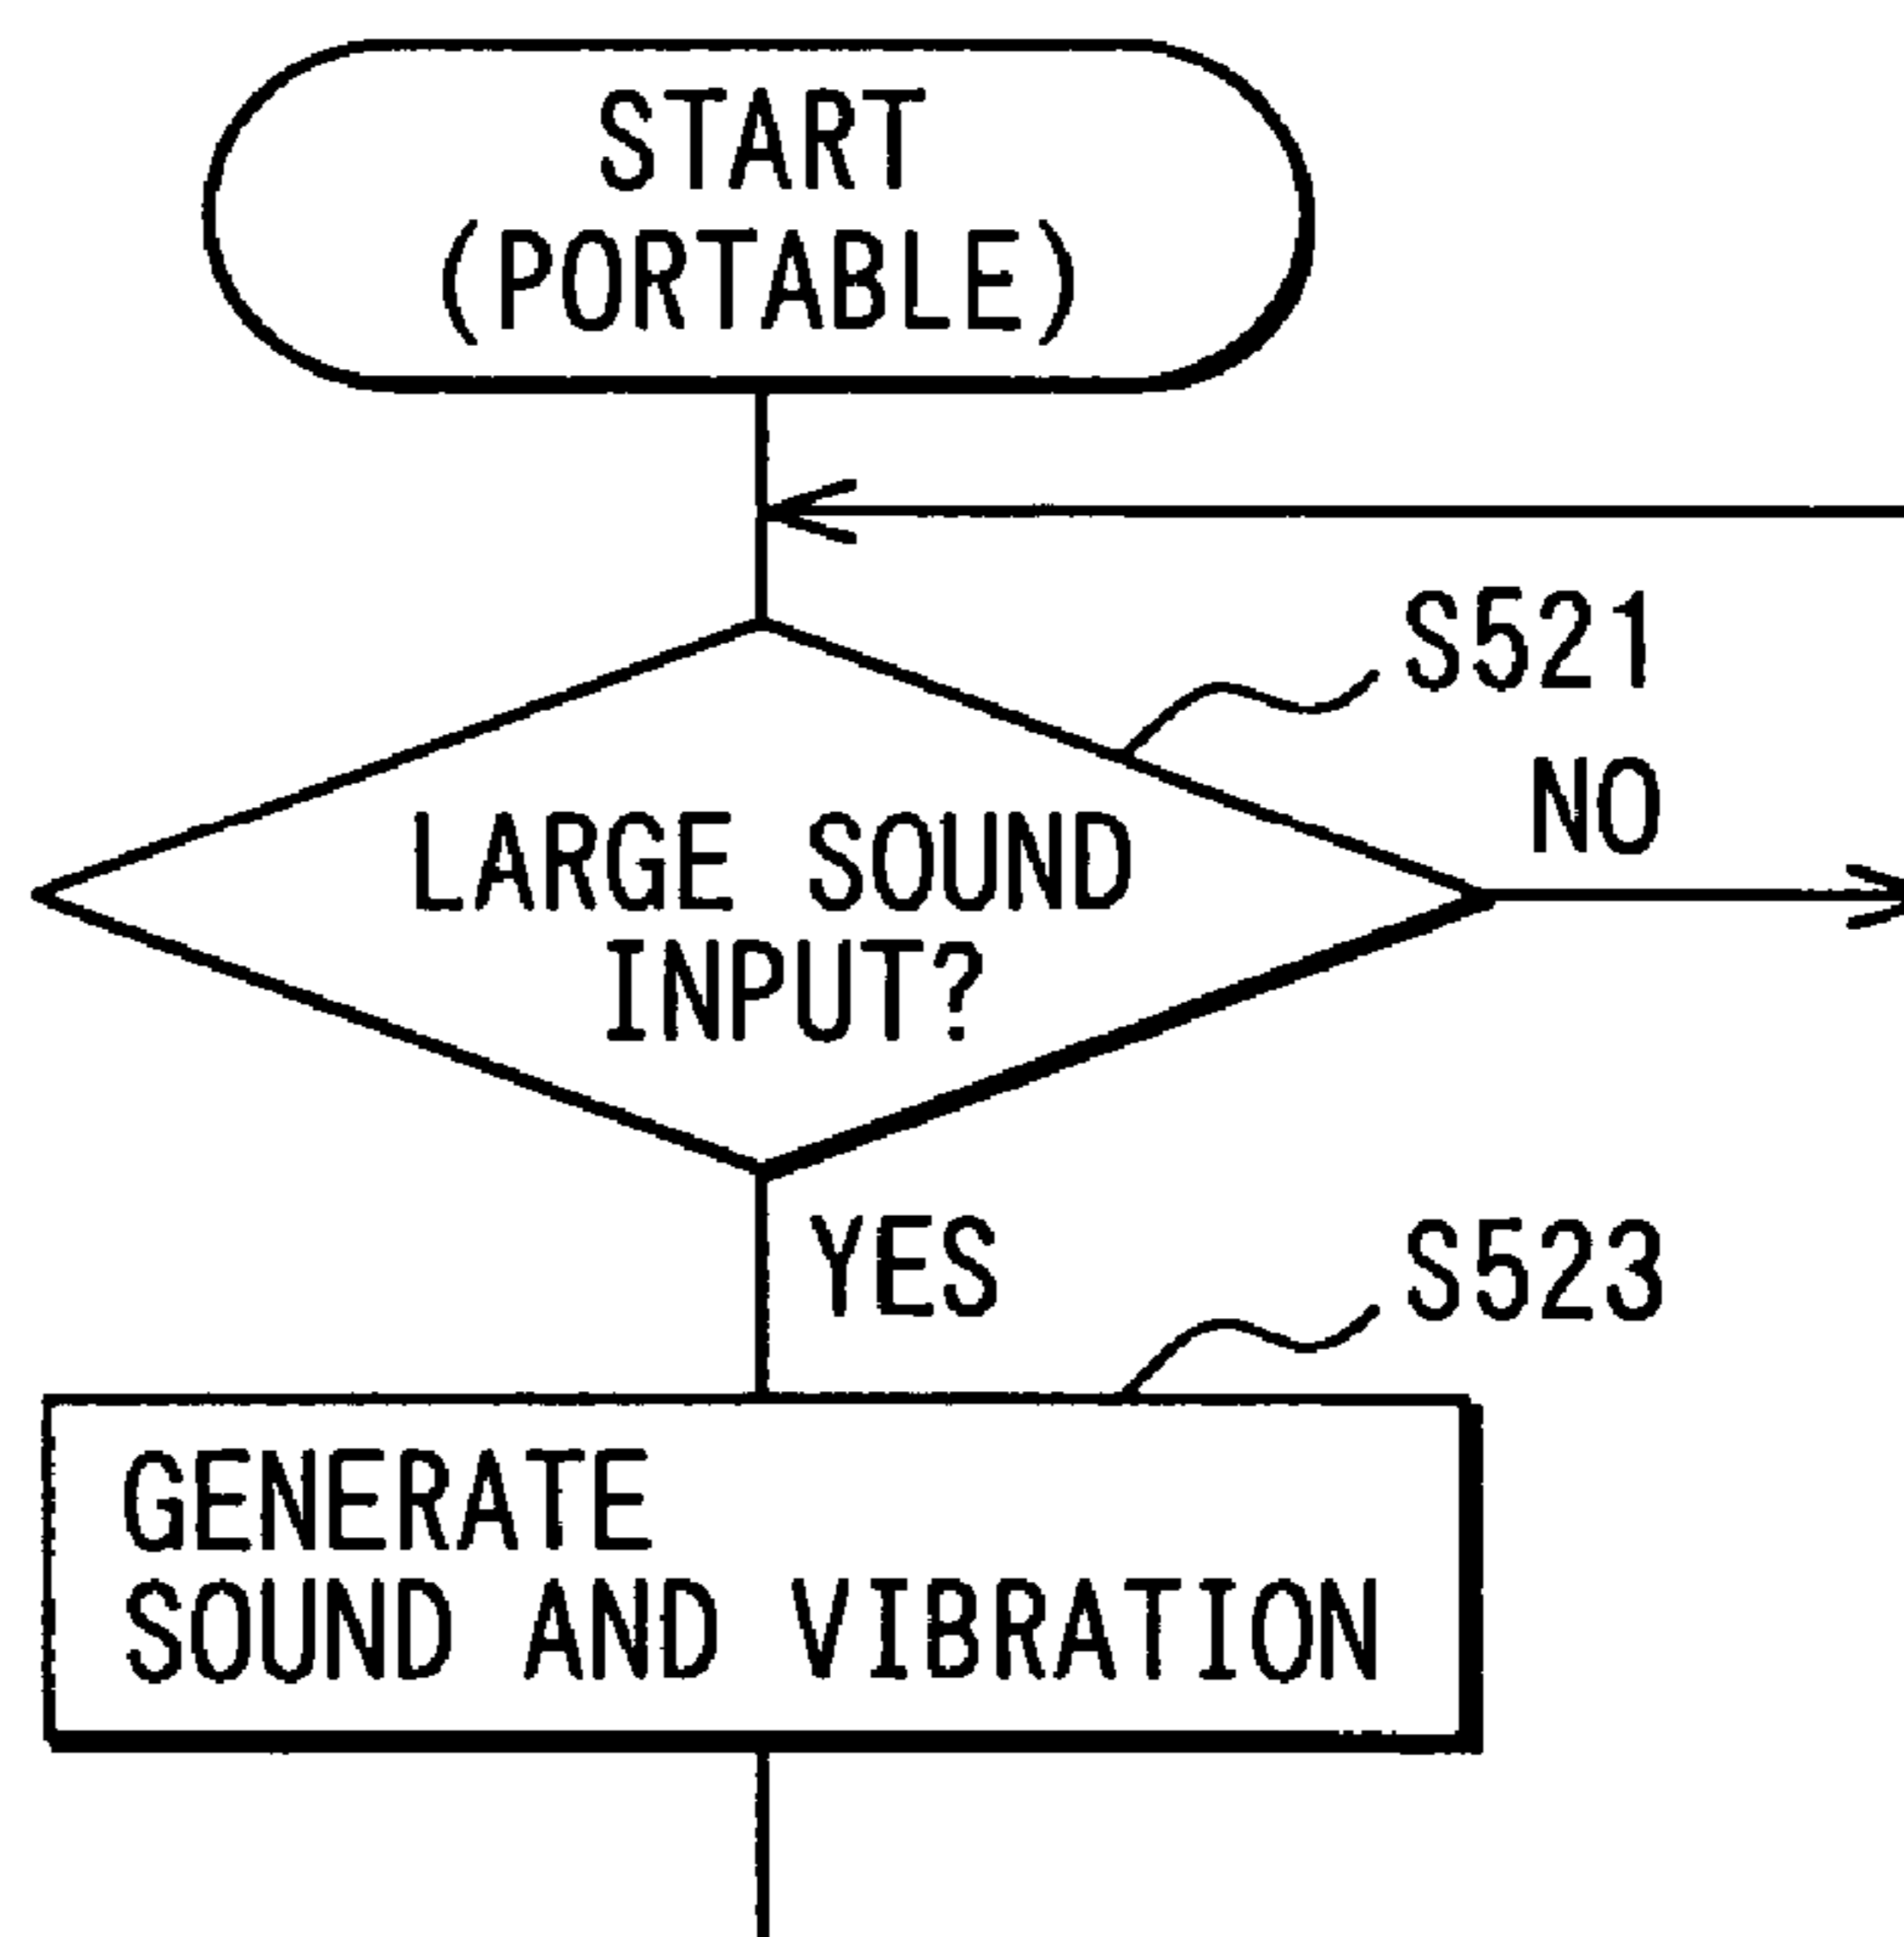 START
(PORTABLE)
S521
NO
LARGE SOUND
INPUT?
YES
S523
GENERATE
SOUND AND VIBRATION